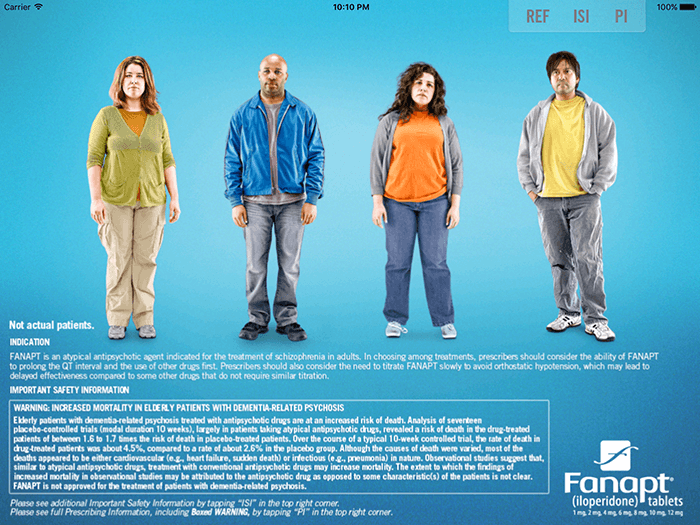 Carrier 10:10 PM 100%
REF ISI PI
Not actual patients.
INDICATION
FANAPT is an atypical antipsychotic agent indicated for the treatment of schizophrenia in adults. In choosing among treatments, prescribers should consider the ability of FANAPT
to prolong the QT interval and the use of other drugs first. Prescribers should also consider the need to titrate FANAPT slowly to avoid orthostatic hypotension, which may lead to
delayed effectiveness compared to some other drugs that do not require similar titration.
IMPORTANT SAFETY INFORMATION
WARNING: INCREASED MORTALITY IN ELDERLY PATIENTS WITH DEMENTIA-RELATED PSYCHOSIS
Elderly patients with dementia-related psychosis treated with antipsychotic drugs are at an increased risk of death. Analysis of seventeen
placebo-controlled trials (modal duration 10 weeks), largely in patients taking atypical antipsychotic drugs, revealed a risk of death in the drug-treated
patients of between 1.6 to 1.7 times the risk of death in placebo-treated patients. Over the course of a typical 10-week controlled trial, the rate of death in
drug-treated patients was about 4.5%, compared to a rate of about 2.6% in the placebo group. Although the causes of death were varied, most of the
deaths appeared to be either cardiovascular (e.g., heart failure, sudden death) or infectious (e.g., pneumonia) in nature. Observational studies suggest that,
similar to atypical antipsychotic drugs, treatment with conventional antipsychotic drugs may increase mortality. The extent to which the findings of
increased mortality in observational studies may be attributed to the antipsychotic drug as opposed to some characteristic(s) of the patients is not clear.
FANAPT is not approved for the treatment of patients with dementia-related psychosis.
Please see additional Important Safety Information by tapping "ISI" in the top right corner.
Please see full Prescribing Information, including Boxed WARNING, by tapping "PI" in the top right corner.
Fanapt®
(iloperidone) tablets
1 mg, 2 mg, 4 mg, 6 mg, 8 mg, 10 mg, 12 mg